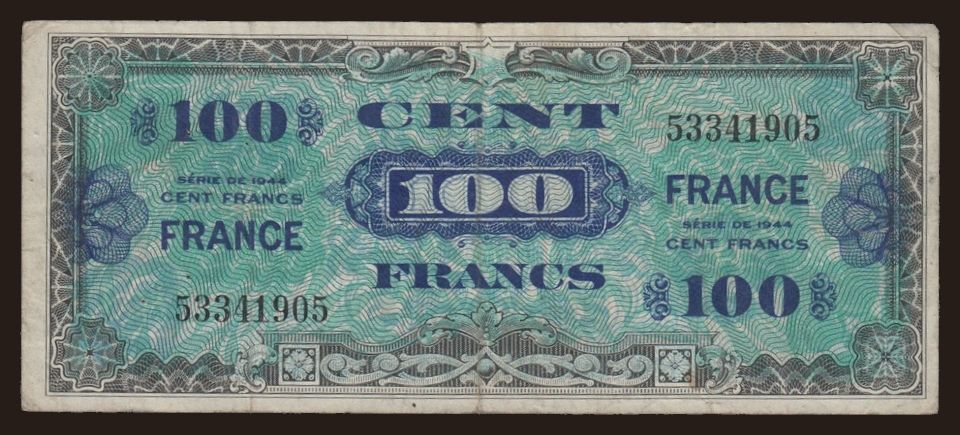 100
CENT
53341905
SÉRIE DE 1944
CENT FRANCS
FRANCE
100
FRANCE
SÉRIE DE 1944
CENT FRANCS
FRANCS
53341905
100